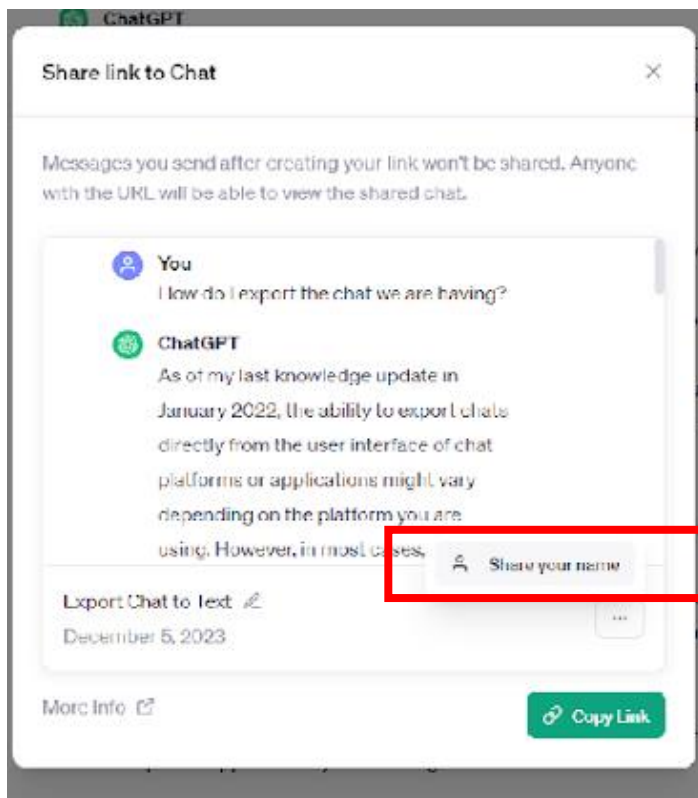 ChatGPT
Share link to Chat
Messages you send after creating your link won't be shared. Anyone
with the URL will be able to view the shared chat.
You
How do I export the chat we are having?
ChatGPT
As of my last knowledge update in
January 2022, the ability to export chats
directly from the user interface of chat
platforms or applications might vary
depending on the platform you are
using. However, in most cases,
Share your name
Export Chat to Text
...
December 5, 2023
More Info
Copy Link